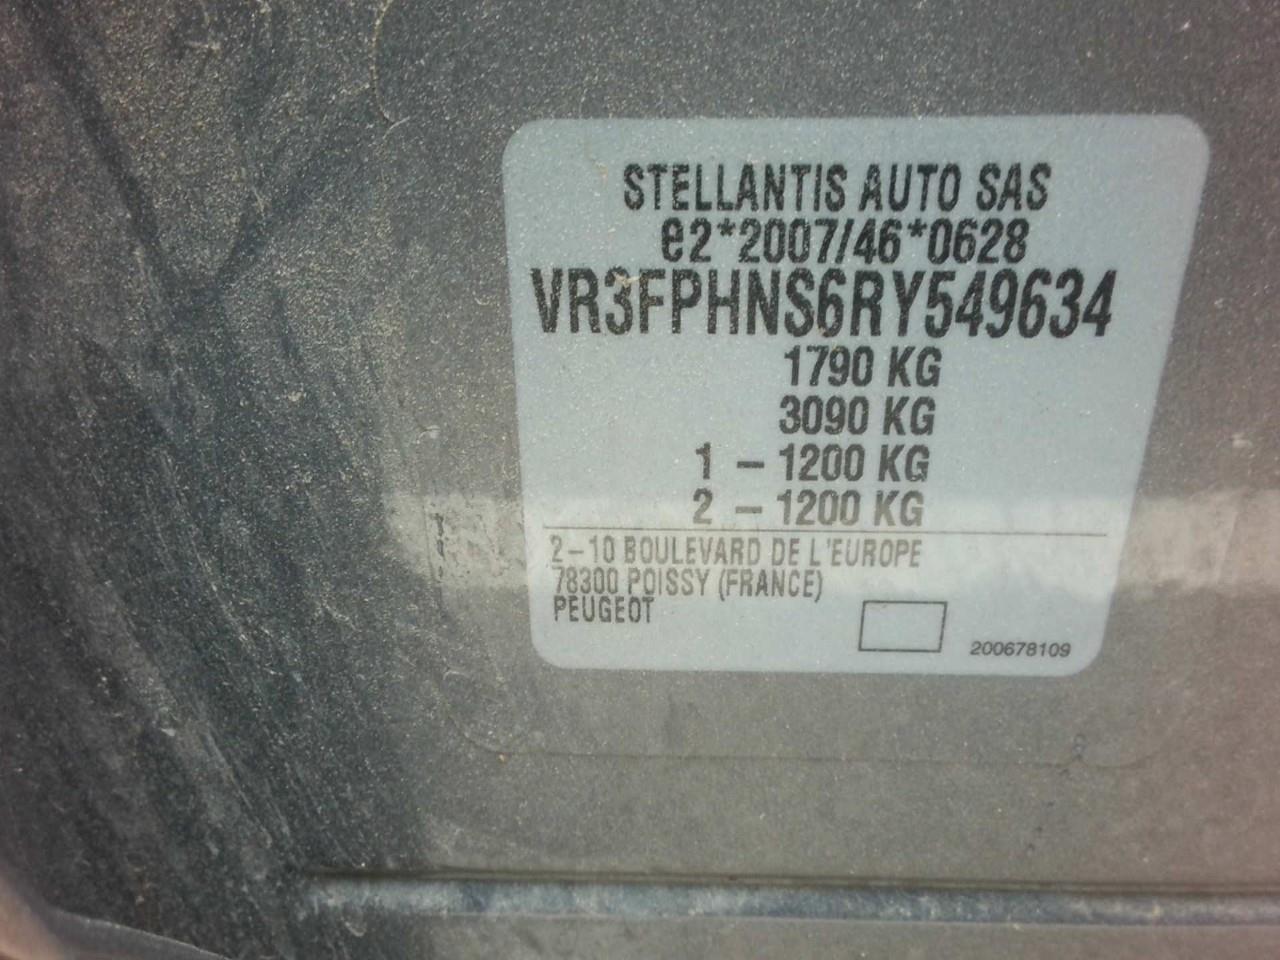 STELLANTIS AUTO SAS
e2*2007/46*0628
VR3FPHNS6RY549634
1790 KG
3090 KG
1 - 1200 KG
2 - 1200 KG
2-10 BOULEVARD DE L'EUROPE
78300 POISSY (FRANCE)
PEUGEOT
200678109